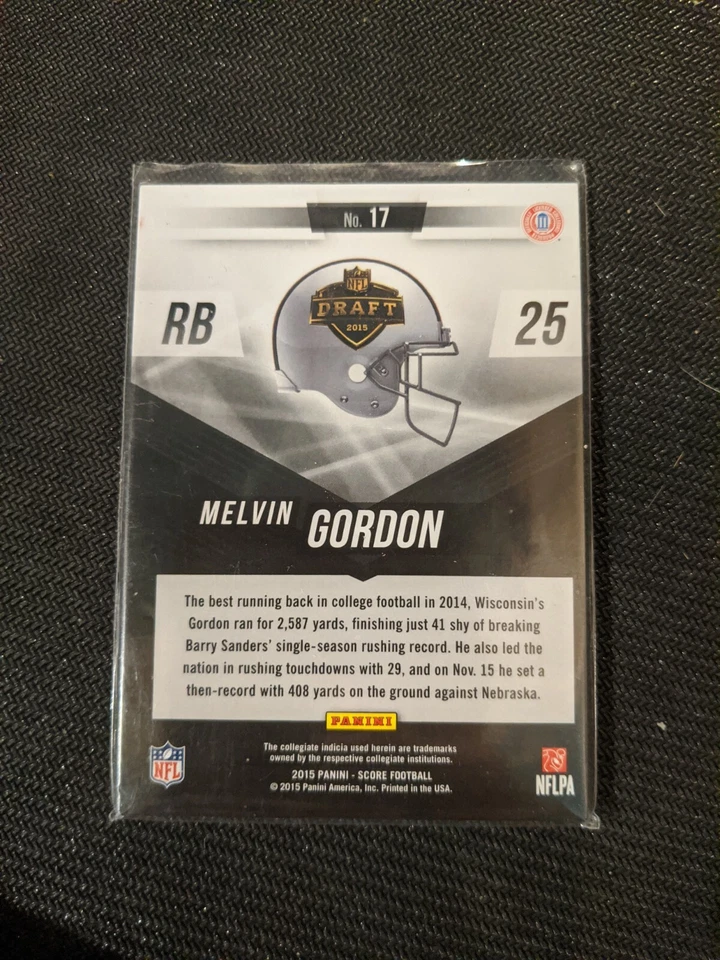 No. 17
RB
25
NFL
DRAFT
2015
MELVIN GORDON
The best running back in college football in 2014, Wisconsin's
Gordon ran for 2,587 yards, finishing just 41 shy of breaking
Barry Sanders' single-season rushing record. He also led the
nation in rushing touchdowns with 29, and on Nov. 15 he set a
then-record with 408 yards on the ground against Nebraska.
PANINI
The collegiate indicia used herein are trademarks
owned by the respective collegiate institutions.
2015 PANINI - SCORE FOOTBALL
© 2015 Panini America, Inc. Printed in the USA.
NFL
NFLPA